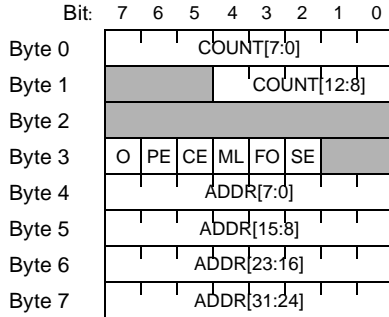 Bit: 7 6 5 4 3 2 1 0
Byte 0 COUNT[7:0]
Byte 1 COUNT[12:8]
Byte 2
Byte 3 O PE CE ML FO SE
Byte 4 ADDR[7:0]
Byte 5 ADDR[15:8]
Byte 6 ADDR[23:16]
Byte 7 ADDR[31:24]